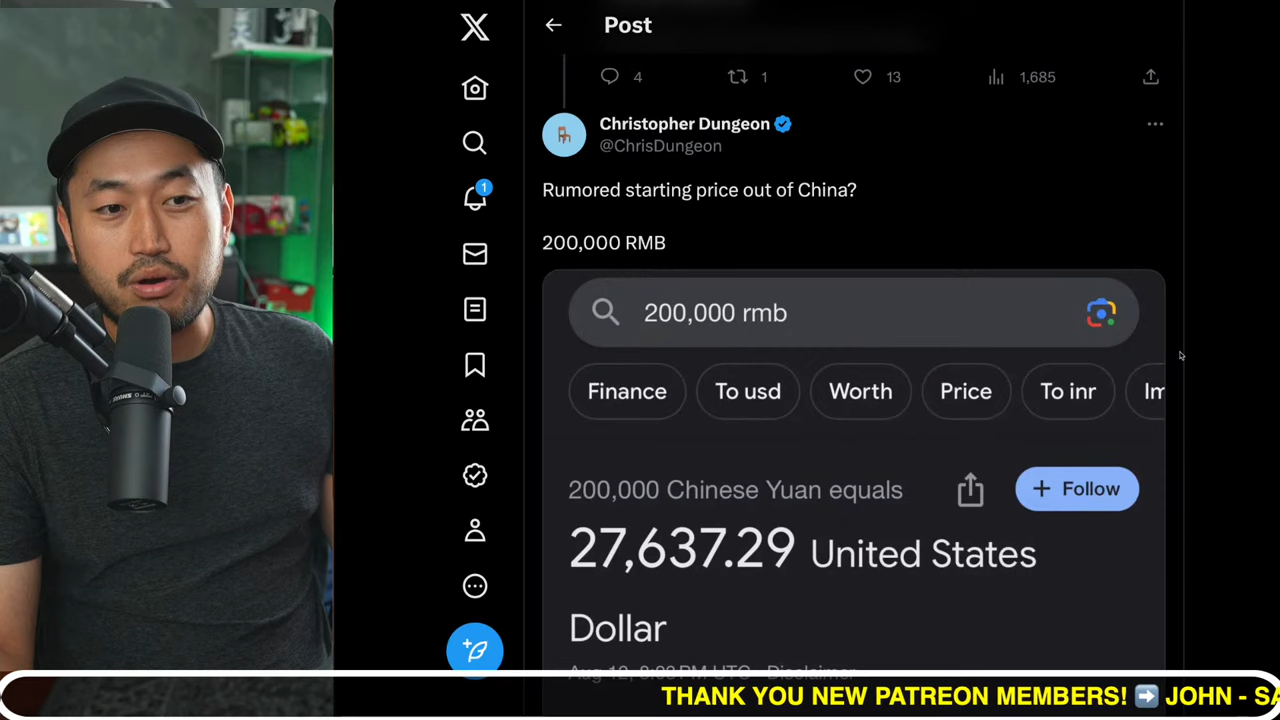 Post
4
1
13
1,685
Christopher Dungeon
@ChrisDungeon
Rumored starting price out of China?
200,000 RMB
200,000 rmb
Finance
To usd
Worth
Price
To inr
Im
200,000 Chinese Yuan equals
+ Follow
27,637.29 United States
Dollar
1
THANK YOU NEW PATREON MEMBERS! ➡️ JOHN - SA